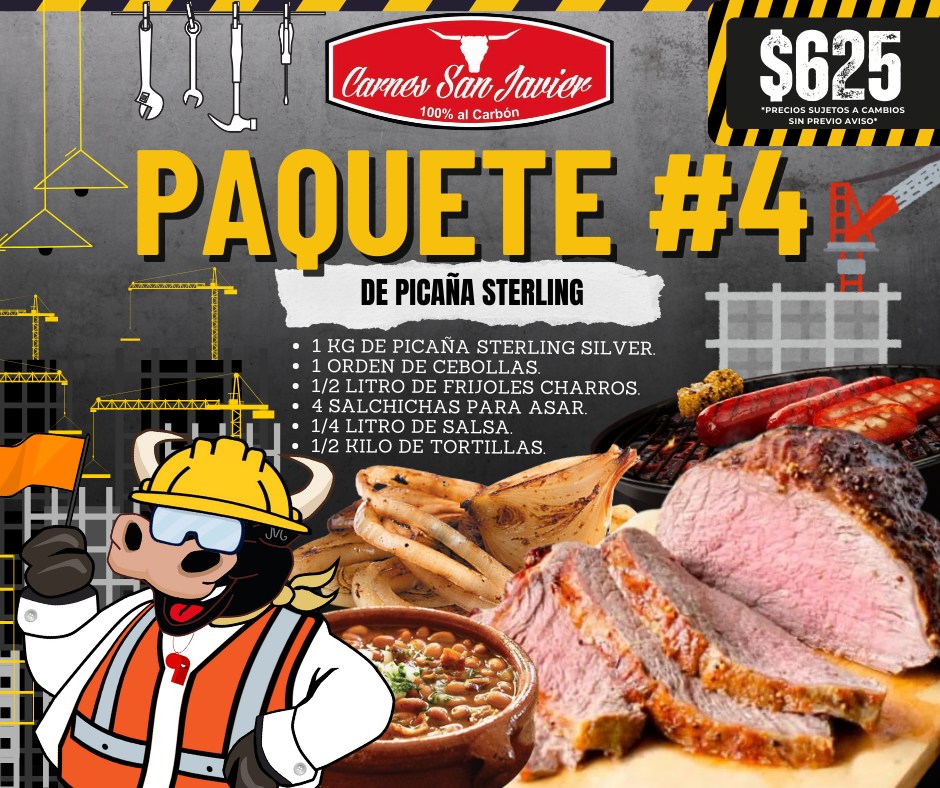 Carnes San Javier
100% al Carbón
$625
*PRECIOS SUJETOS A CAMBIOS
SIN PREVIO AVISO*
PAQUETE #4
DE PICAÑA STERLING
• 1 KG DE PICAÑA STERLING SILVER.
• 1 ORDEN DE CEBOLLAS.
• 1/2 LITRO DE FRIJOLES CHARROS.
• 4 SALCHICHAS PARA ASAR.
• 1/4 LITRO DE SALSA.
• 1/2 KILO DE TORTILLAS.